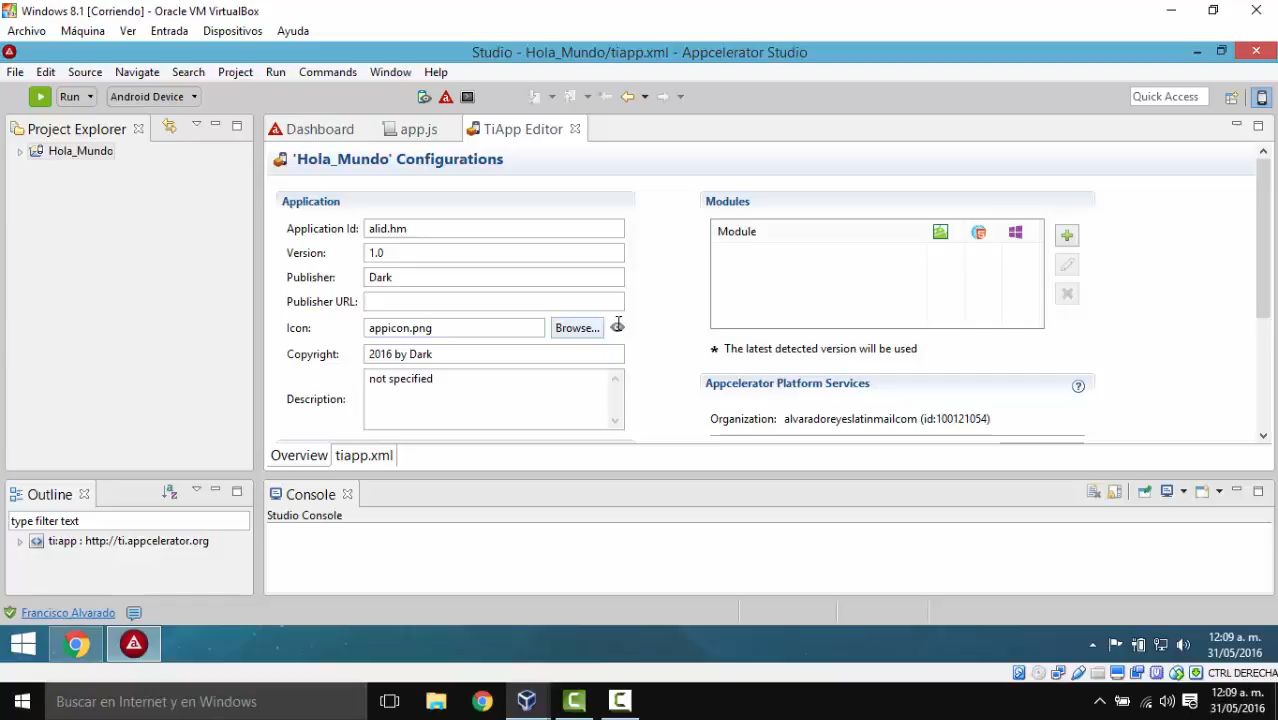 Windows 8.1 [Corriendo] - Oracle VM VirtualBox
Archivo Máquina Ver Entrada Dispositivos Ayuda
Studio - Hola_Mundo/tiapp.xml - Appcelerator Studio
File Edit Source Navigate Search Project Run Commands Window Help
Run Android Device Quick Access
Project Explorer
Hola_Mundo
Dashboard app.js TiApp Editor
'Hola_Mundo' Configurations
Application
Application Id: alid.hm
Version: 1.0
Publisher: Dark
Publisher URL:
Icon: appicon.png Browse...
Copyright: 2016 by Dark
Description: not specified
Modules
Module
* The latest detected version will be used
Appcelerator Platform Services
Organization: alvaradoreyeslatinmailcom (id:100121054)
Overview tiapp.xml
Outline
type filter text
ti:app : http://ti.appcelerator.org
Console
Studio Console
Francisco Alvarado
12:09 a. m.
31/05/2016
CTRL DERECHA
Buscar en Internet y en Windows
12:09 a. m.
31/05/2016